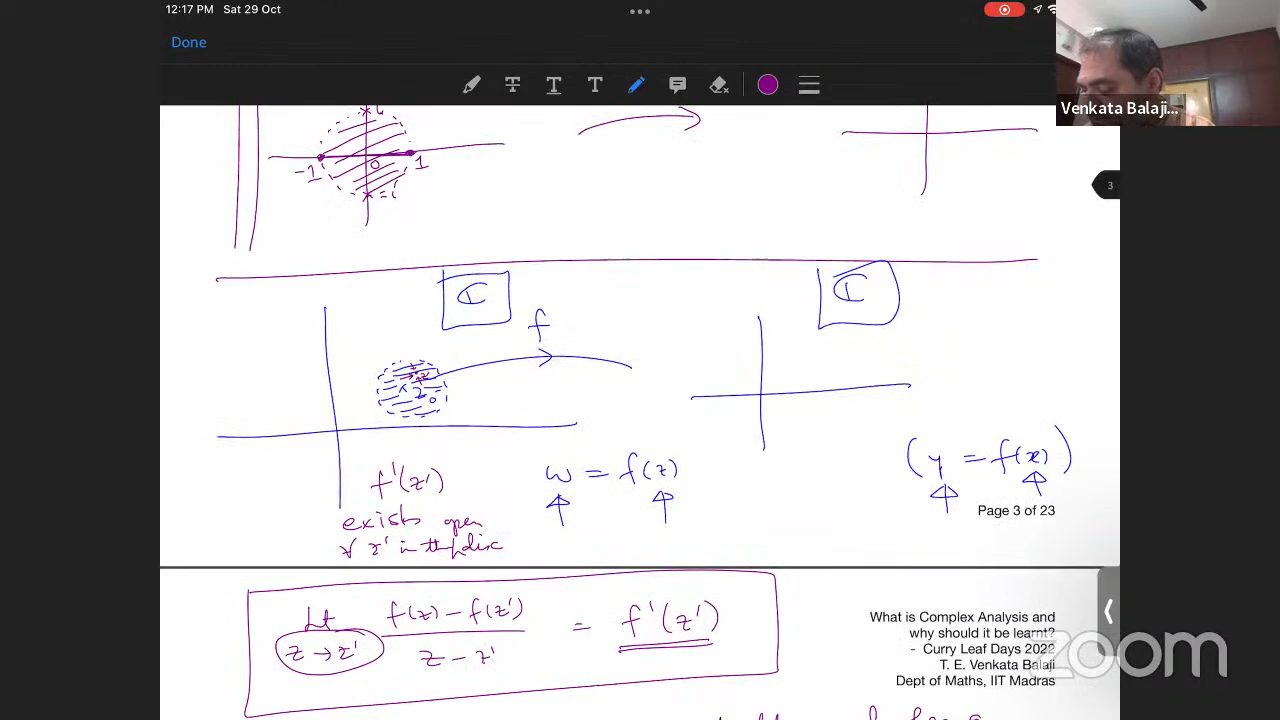 12:17 PM Sat 29 Oct
Done
Venkata Balaji...
3
i
-1
0
1
-i
ℂ
ℂ
f
z'
z₀
f'(z')
exists
∀ z' in the open disc
w = f(z)
(y = f(x))
Page 3 of 23
Lt z→z' (f(z) - f(z'))/(z - z') = f'(z')
What is Complex Analysis and
why should it be learnt?
- Curry Leaf Days 2022
T. E. Venkata Balaji
Dept of Maths, IIT Madras
zoom